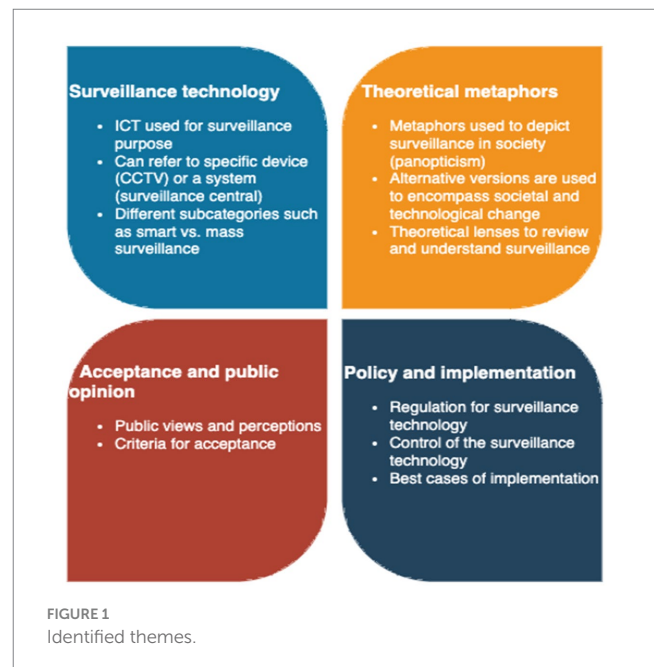 Surveillance technology
• ICT used for surveillance
purpose
• Can refer to specific device
(CCTV) or a system
(surveillance central)
• Different subcategories such
as smart vs. mass
surveillance
Theoretical metaphors
• Metaphors used to depict
surveillance in society
(panopticism)
• Alternative versions are used
to encompass societal and
technological change
• Theoretical lenses to review
and understand surveillance
Acceptance and public
opinion
• Public views and perceptions
• Criteria for acceptance
Policy and implementation
• Regulation for surveillance
technology
• Control of the surveillance
technology
• Best cases of implementation
FIGURE 1
Identified themes.